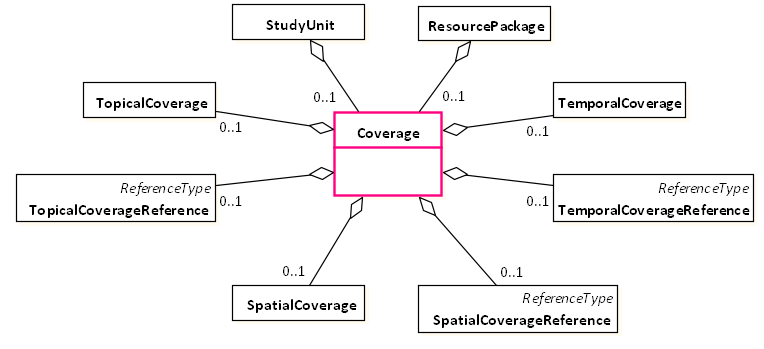 StudyUnit
ResourcePackage
0..1
0..1
TopicalCoverage
TemporalCoverage
0..1
Coverage
0..1
ReferenceType
TopicalCoverageReference
0..1
ReferenceType
TemporalCoverageReference
0..1
0..1
SpatialCoverage
0..1
ReferenceType
SpatialCoverageReference